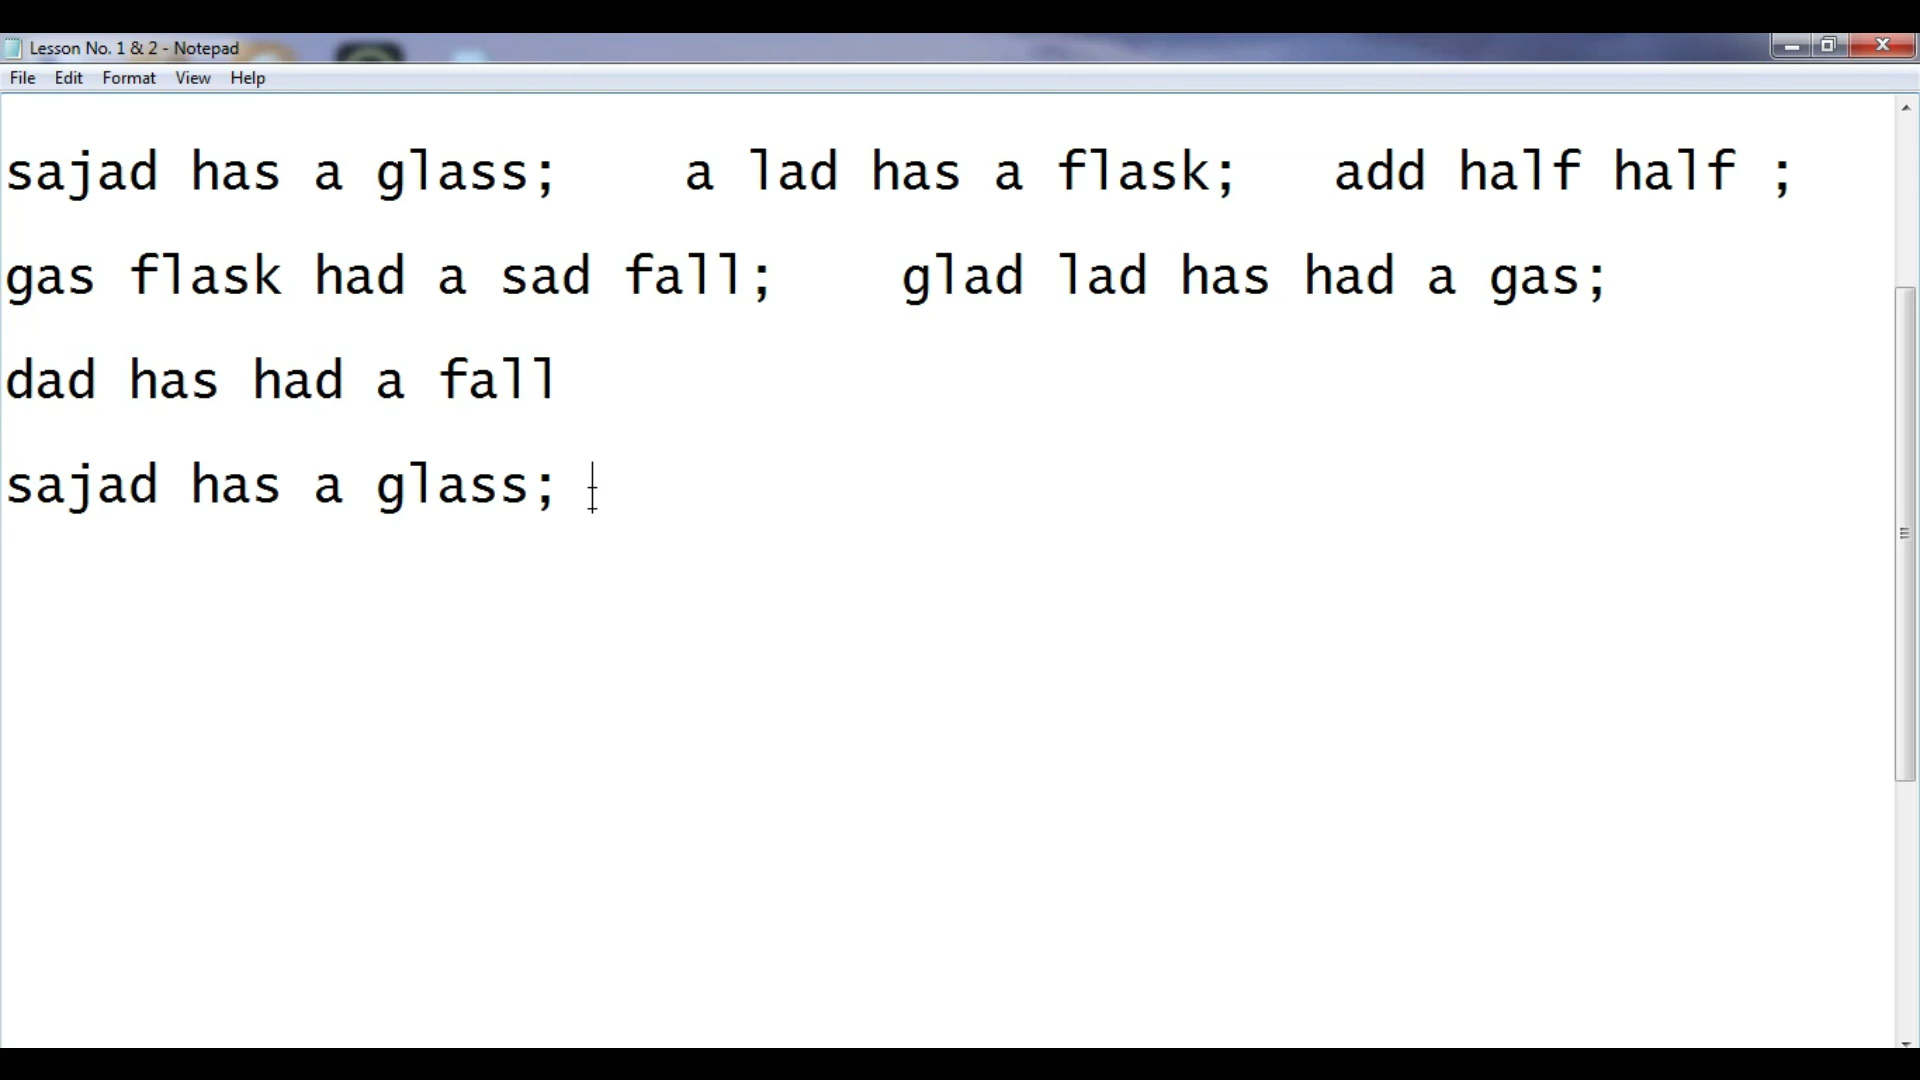 Lesson No. 1 & 2 - Notepad
File Edit Format View Help
sajad has a glass;    a lad has a flask;   add half half ;
gas flask had a sad fall;    glad lad has had a gas;
dad has had a fall
sajad has a glass;